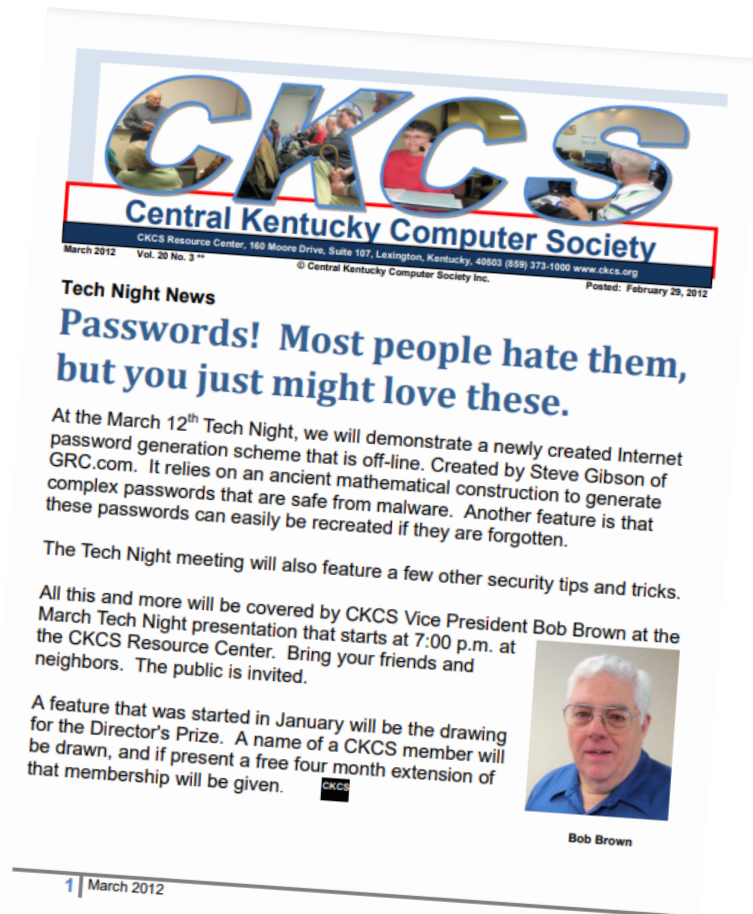 CKCS
Central Kentucky Computer Society
CKCS Resource Center, 160 Moore Drive, Suite 107, Lexington, Kentucky, 40503 (859) 373-1000 www.ckcs.org
March 2012 Vol. 20 No. 3 ** © Central Kentucky Computer Society Inc. Posted: February 29, 2012
Tech Night News
Passwords! Most people hate them,
but you just might love these.
At the March 12th Tech Night, we will demonstrate a newly created Internet
password generation scheme that is off-line. Created by Steve Gibson of
GRC.com. It relies on an ancient mathematical construction to generate
complex passwords that are safe from malware. Another feature is that
these passwords can easily be recreated if they are forgotten.
The Tech Night meeting will also feature a few other security tips and tricks.
All this and more will be covered by CKCS Vice President Bob Brown at the
March Tech Night presentation that starts at 7:00 p.m. at
the CKCS Resource Center. Bring your friends and
neighbors. The public is invited.
A feature that was started in January will be the drawing
for the Director's Prize. A name of a CKCS member will
be drawn, and if present a free four month extension of
that membership will be given. CKCS
Bob Brown
1 March 2012